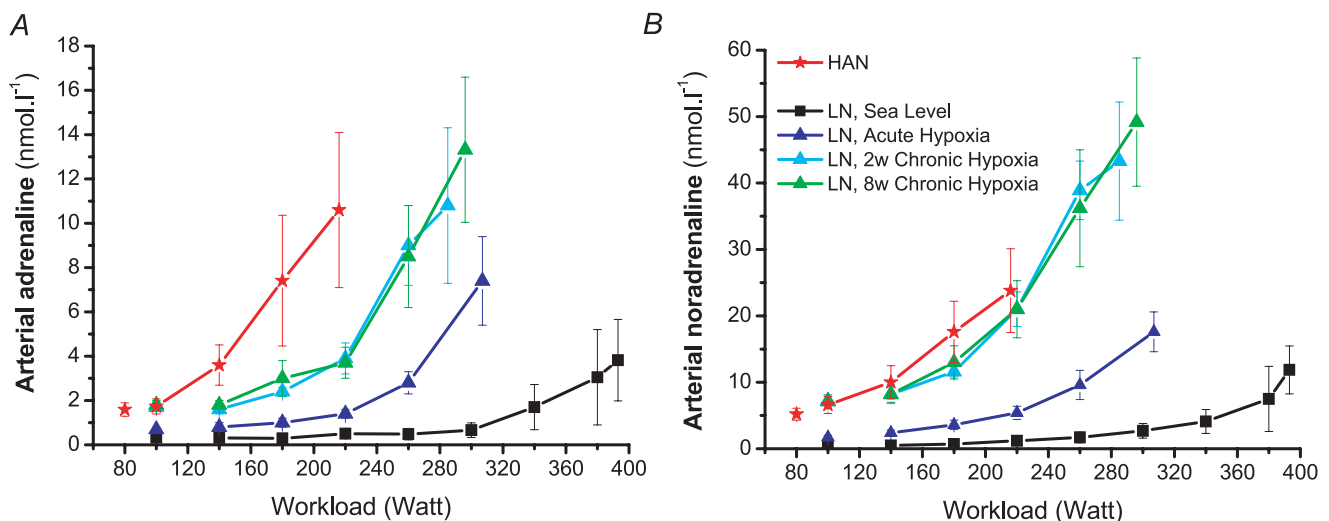 A
Arterial adrenaline (nmol.l-1)
18
16
14
12
10
8
6
4
2
0
80 120 160 200 240 280 320 360 400
Workload (Watt)
B
Arterial noradrenaline (nmol.l-1)
60
50
40
30
20
10
0
HAN
LN, Sea Level
LN, Acute Hypoxia
LN, 2w Chronic Hypoxia
LN, 8w Chronic Hypoxia
80 120 160 200 240 280 320 360 400
Workload (Watt)